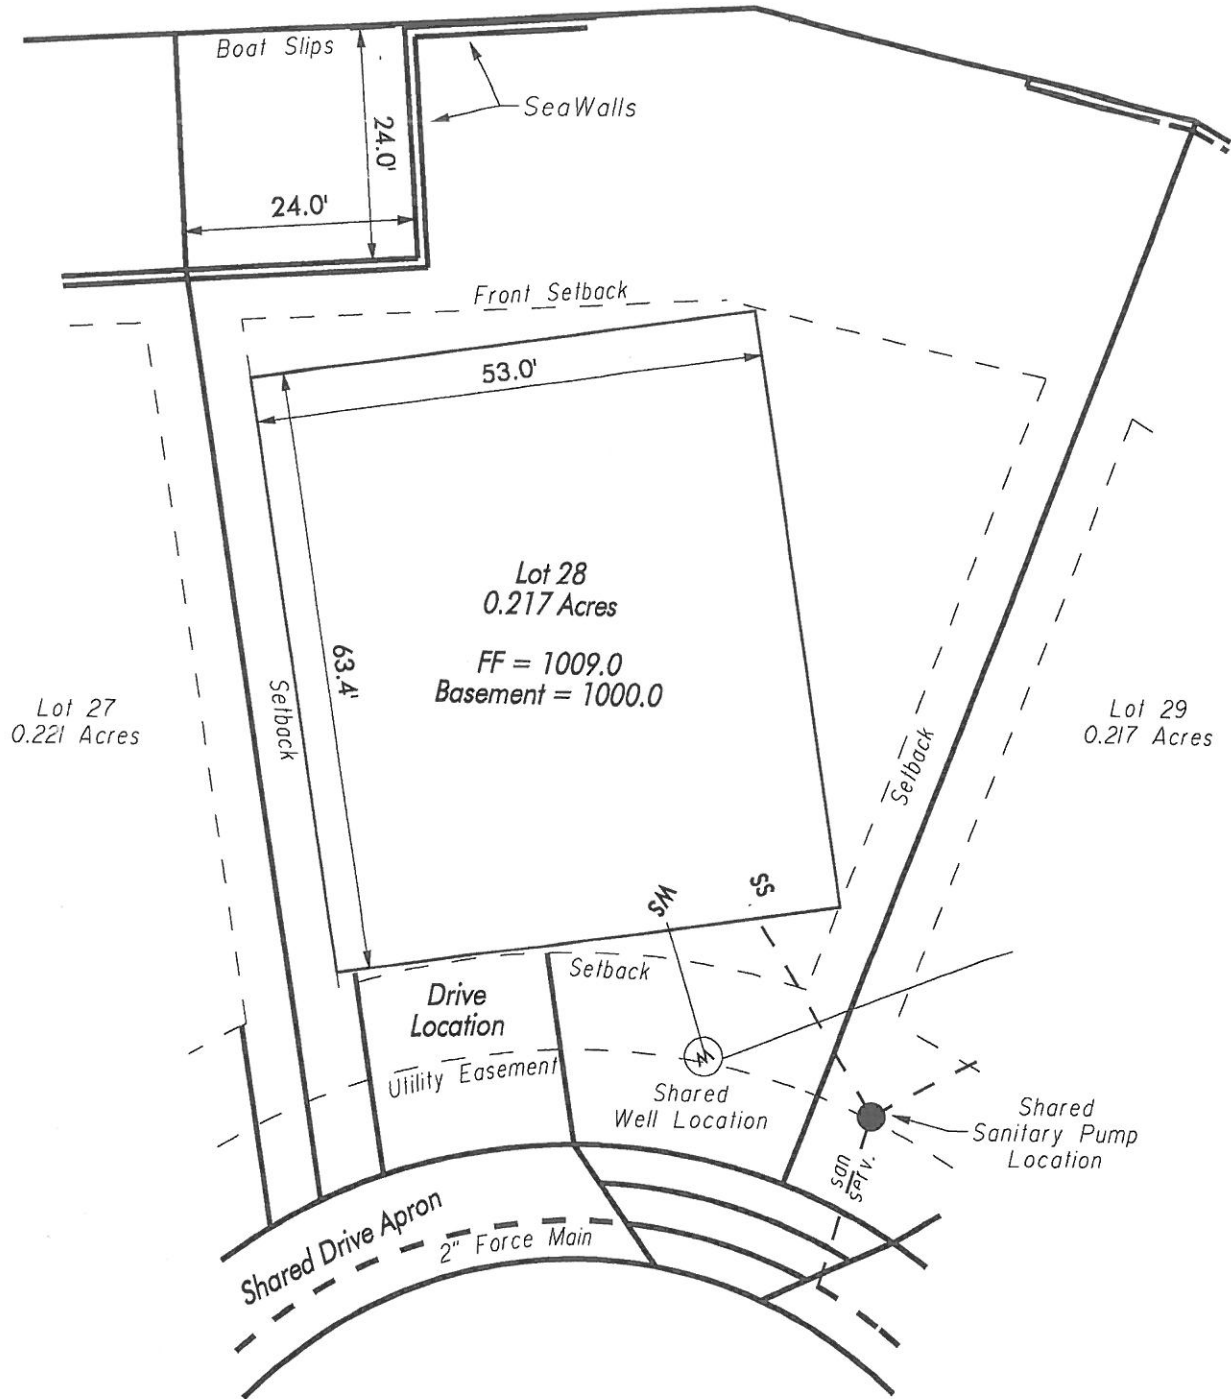 Boat Slips
SeaWalls
24.0'
24.0'
Front Setback
53.0'
Lot 28
0.217 Acres
FF = 1009.0
Basement = 1000.0
63.4'
Setback
Lot 27
0.221 Acres
Lot 29
0.217 Acres
Setback
SW
SS
Setback
Drive
Location
Utility Easement
W
Shared
Well Location
Shared
Sanitary Pump
Location
san
serv.
Shared Drive Apron
2" Force Main